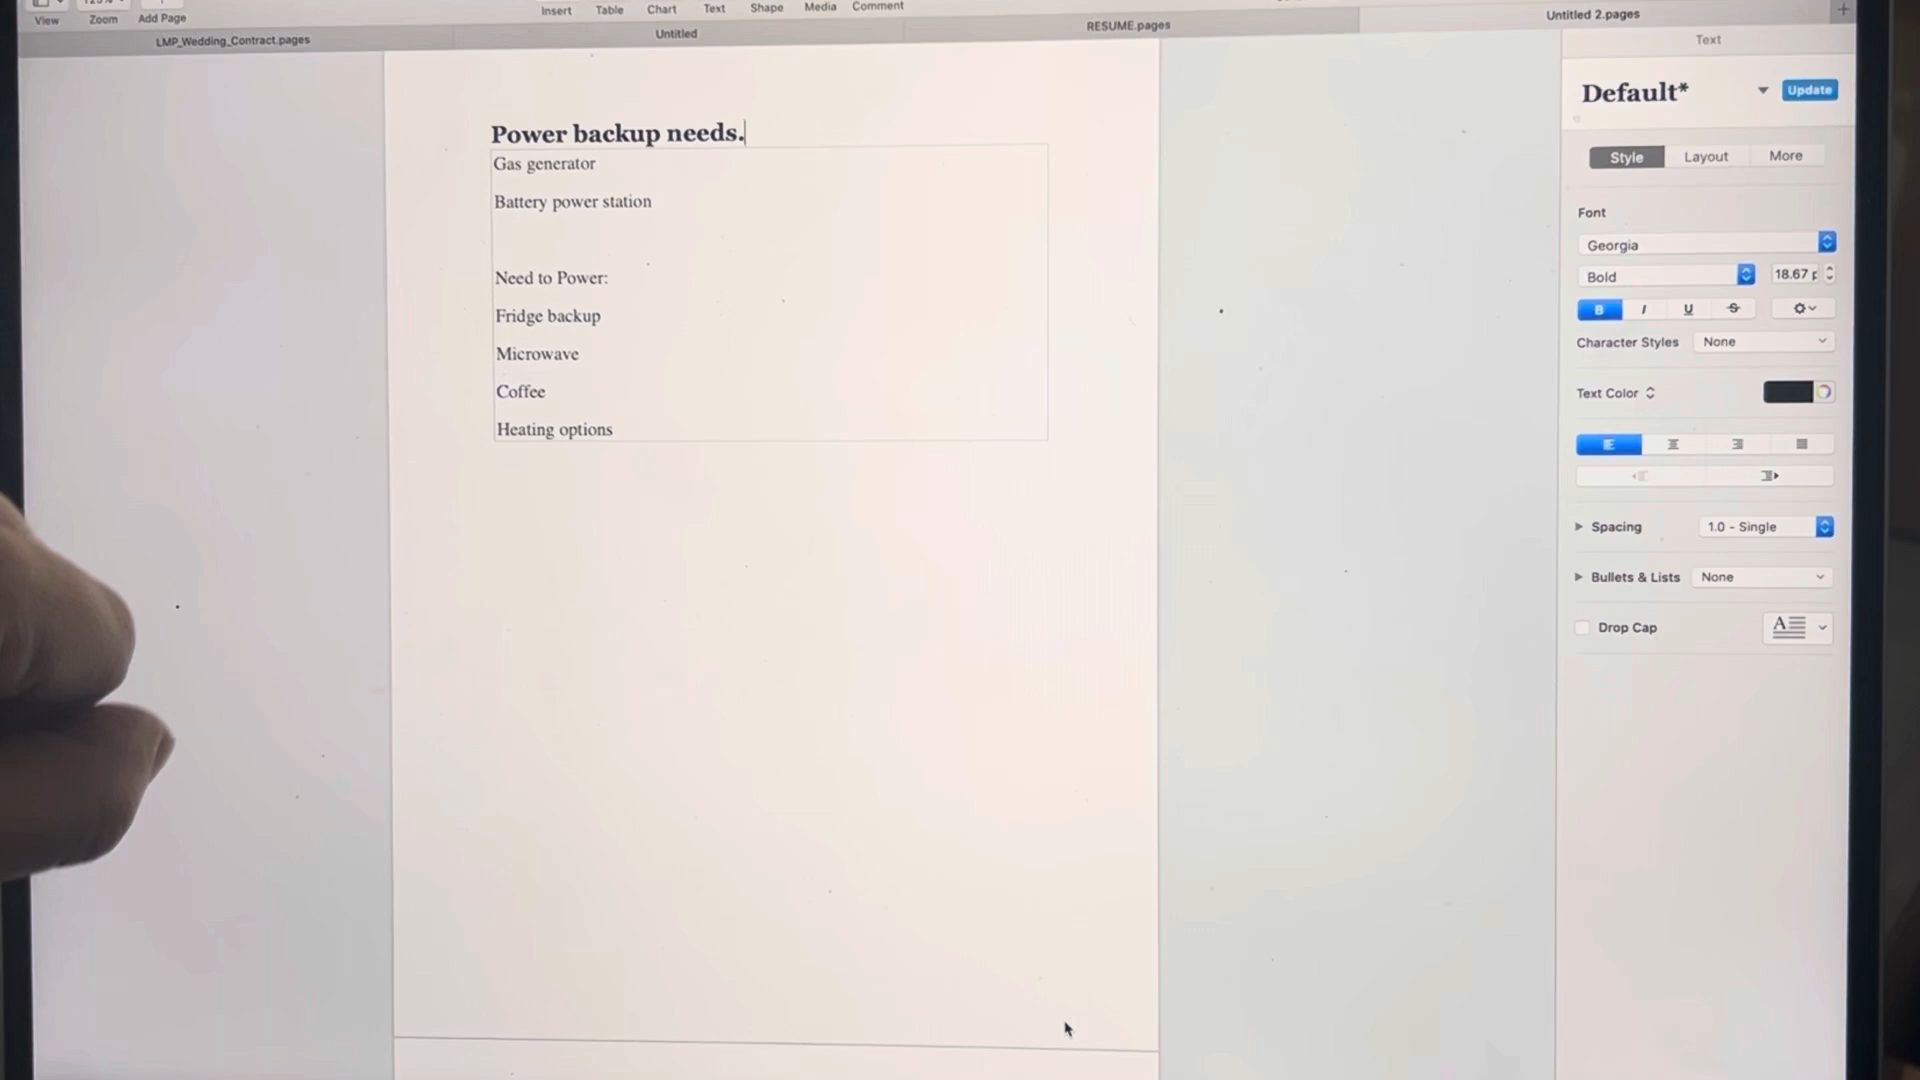 View
Zoom
Add Page
Insert
Table
Chart
Text
Shape
Media
Comment
LMP_Wedding_Contract.pages
Untitled
RESUME.pages
Untitled 2.pages
Power backup needs.
Gas generator
Battery power station
Need to Power:
Fridge backup
Microwave
Coffee
Heating options
Text
Default*
Update
Style
Layout
More
Font
Georgia
Bold
18.67
B I U S
Character Styles
None
Text Color
Spacing
1.0 - Single
Bullets & Lists
None
Drop Cap
A